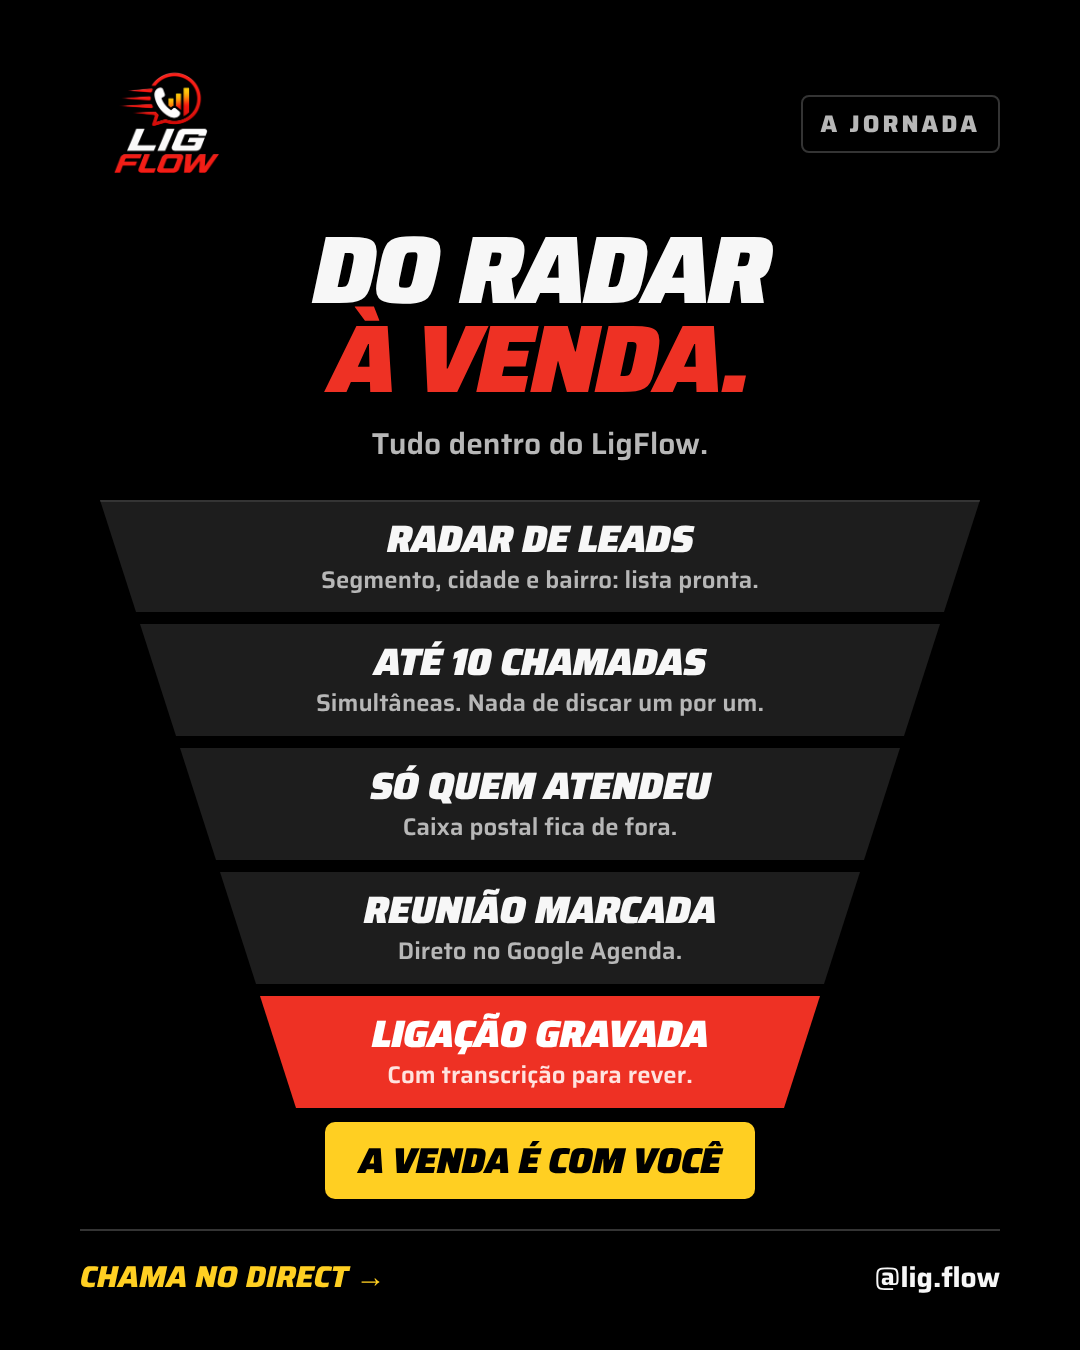 LIG
FLOW
A JORNADA
DO RADAR
À VENDA.
Tudo dentro do LigFlow.
RADAR DE LEADS
Segmento, cidade e bairro: lista pronta.
ATÉ 10 CHAMADAS
Simultâneas. Nada de discar um por um.
SÓ QUEM ATENDEU
Caixa postal fica de fora.
REUNIÃO MARCADA
Direto no Google Agenda.
LIGAÇÃO GRAVADA
Com transcrição para rever.
A VENDA É COM VOCÊ
CHAMA NO DIRECT →
@lig.flow